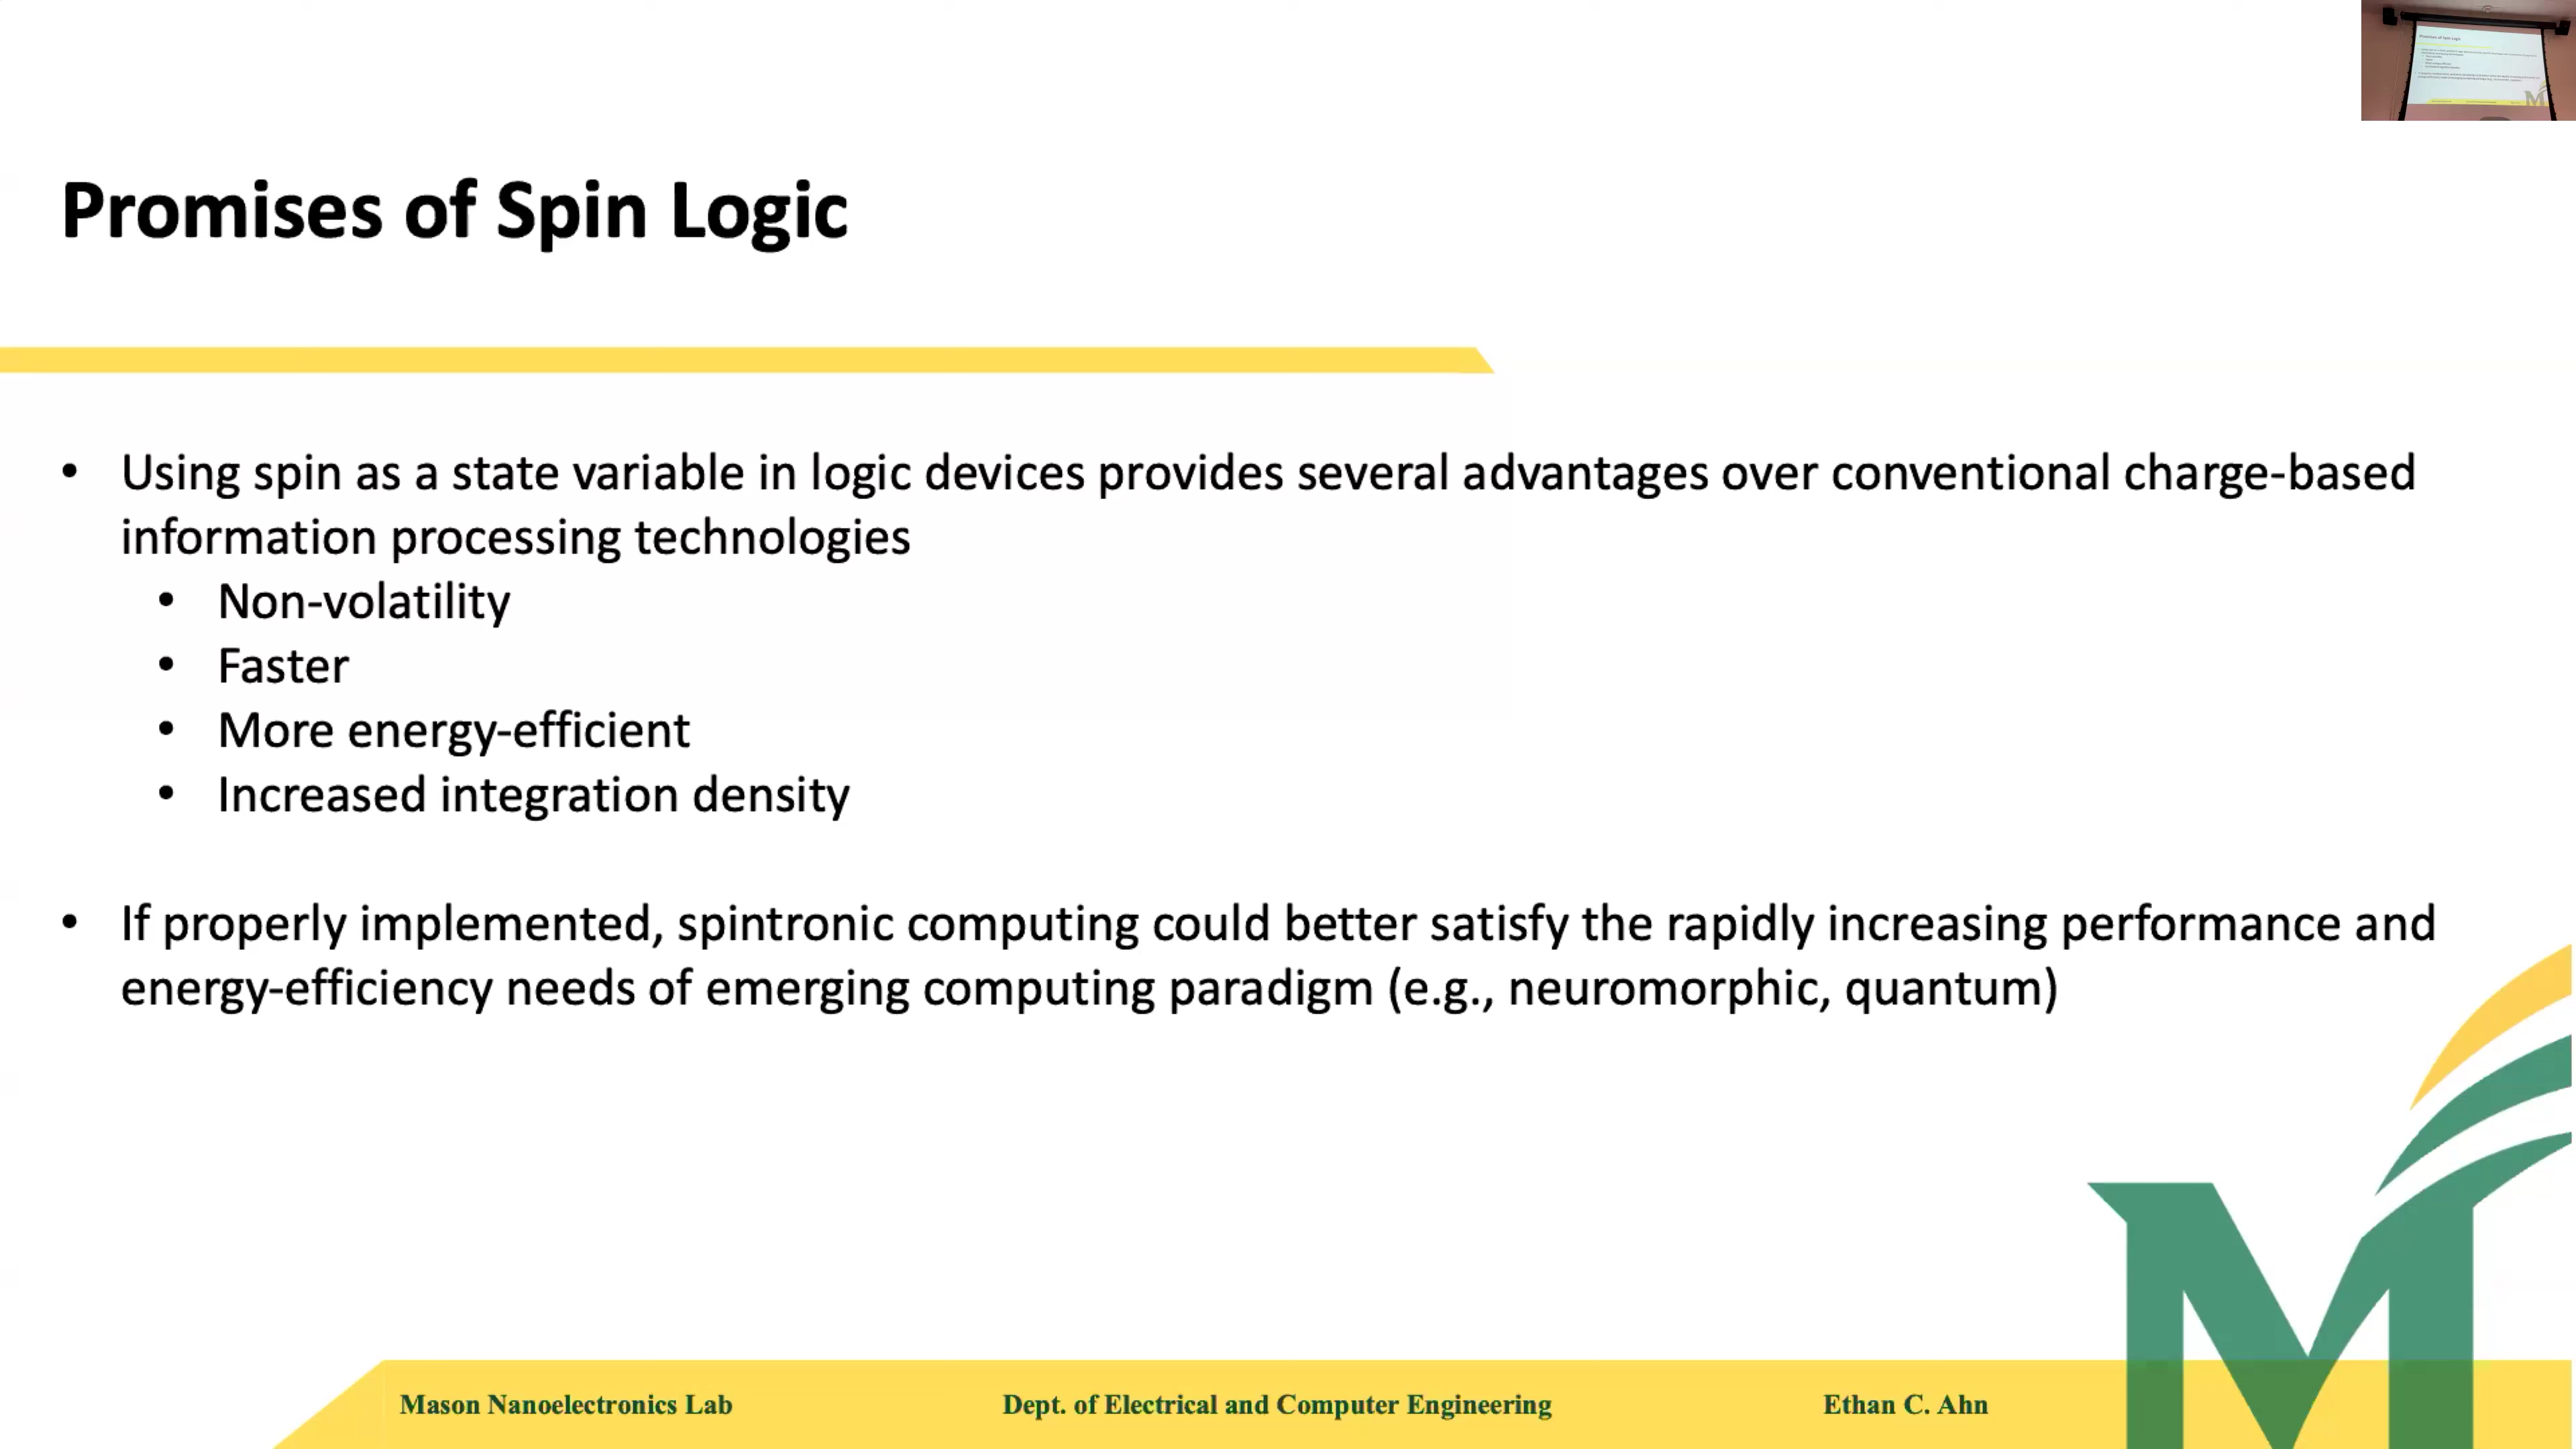 Promises of Spin Logic
• Using spin as a state variable in logic devices provides several advantages over conventional charge-based
information processing technologies
• Non-volatility
• Faster
• More energy-efficient
• Increased integration density
• If properly implemented, spintronic computing could better satisfy the rapidly increasing performance and
energy-efficiency needs of emerging computing paradigm (e.g., neuromorphic, quantum)
Mason Nanoelectronics Lab
Dept. of Electrical and Computer Engineering
Ethan C. Ahn